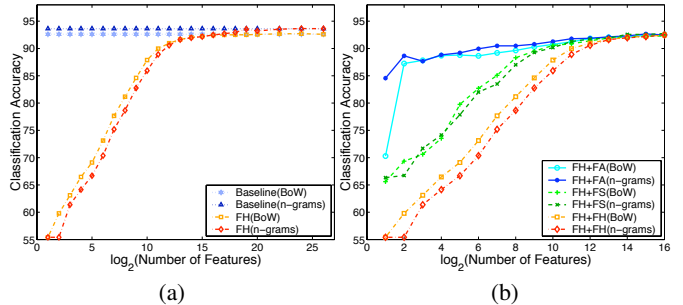 100
95
90
85
80
75
70
65
60
55
0
5
10
15
20
25
Classification Accuracy
log2(Number of Features)
Baseline(BoW)
Baseline(n-grams)
FH(BoW)
FH(n-grams)
(a)
100
95
90
85
80
75
70
65
60
55
0
2
4
6
8
10
12
14
16
Classification Accuracy
log2(Number of Features)
FH+FA(BoW)
FH+FA(n-grams)
FH+FS(BoW)
FH+FS(n-grams)
FH+FH(BoW)
FH+FH(n-grams)
(b)